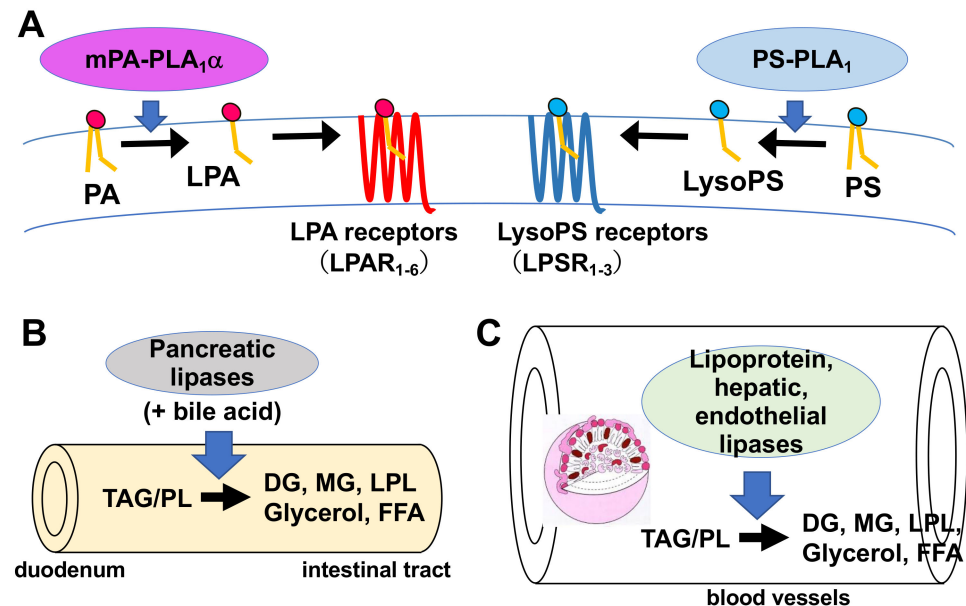 A
mPA-PLA₁α
PS-PLA₁
PA
LPA
LysoPS
PS
LPA receptors
（LPAR₁₋₆）
LysoPS receptors
（LPSR₁₋₃）
B
Pancreatic
lipases
(+ bile acid)
TAG/PL
DG, MG, LPL
Glycerol, FFA
duodenum
intestinal tract
C
Lipoprotein,
hepatic,
endothelial
lipases
TAG/PL
DG, MG, LPL,
Glycerol, FFA
blood vessels